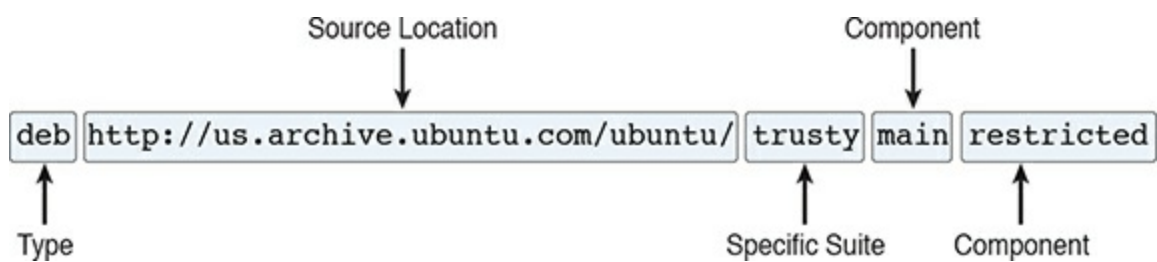 Source Location Component
deb http://us.archive.ubuntu.com/ubuntu/ trusty main restricted
Type Specific Suite Component